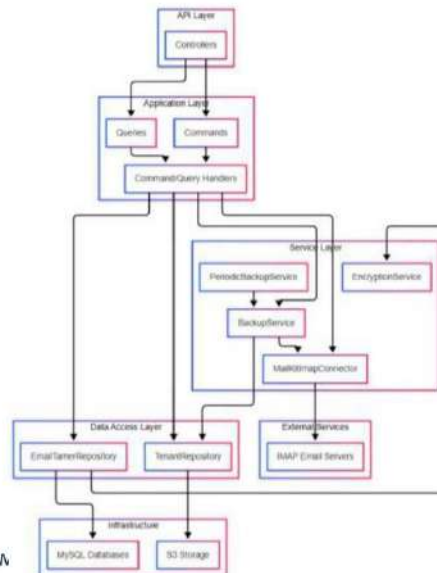 API Layer
Controllers
Application Layer
Queries
Commands
Command/Query Handlers
Service Layer
PeriodicBackupService
EncryptionService
BackupService
MailKitImapConnector
Data Access Layer
External Services
EmailTamerRepository
TenantRepository
IMAP Email Servers
Infrastructure
MySQL Databases
S3 Storage